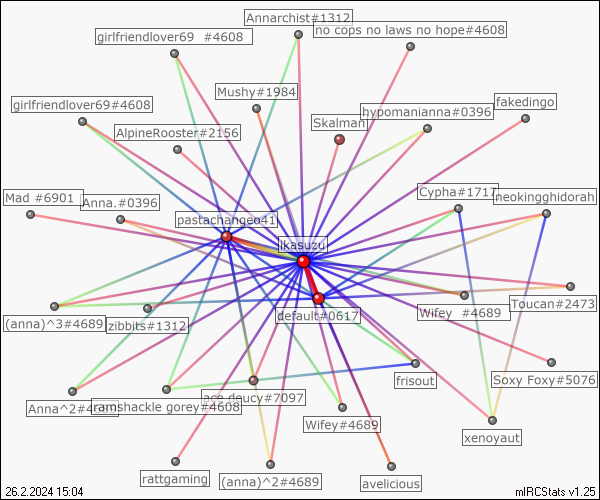 Annarchist#1312
no cops no laws no hope#4608
girlfriendlover69 #4608
Mushy#1984
fakedingo
girlfriendlover69#4608
hypomanianna#0396
Skalman
AlpineRooster#2156
Mad #6901
Anna.#0396
Cypha#1717
neokingghidorah
pastachangeo41
likasuzu
Toucan#2473
default#0617
Wifey #4689
(anna)^3#4689
zibbits#1312
frisout
Soxy Foxy#5076
ace deucy#7097
Anna^2#4
ramshackle gorey#4608
Wifey#4689
xenoyaut
rattgaming
(anna)^2#4689
avelicious
26.2.2024 15:04
mIRCStats v1.25